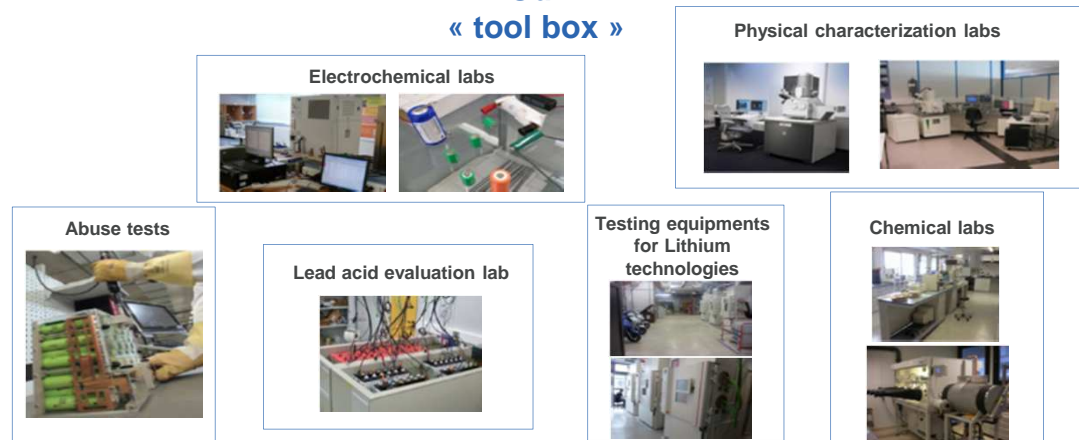 « tool box »
Physical characterization labs
Electrochemical labs
Abuse tests
Lead acid evaluation lab
Testing equipments
for Lithium
technologies
Chemical labs